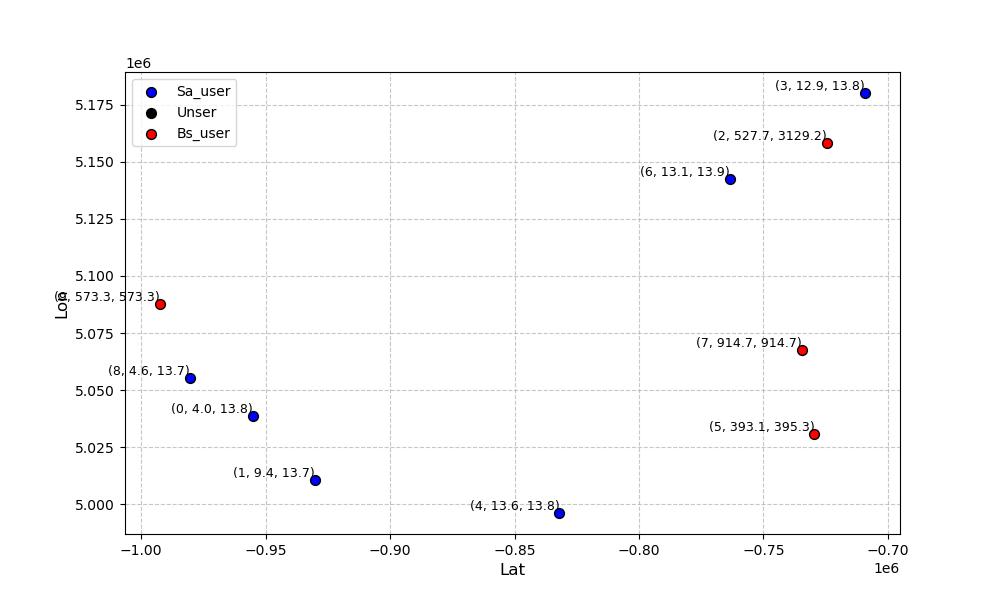 1e6
Sa_user
Unser
Bs_user
(3, 12.9, 13.8)
5.175
(2, 527.7, 3129.2)
5.150
(6, 13.1, 13.9)
5.125
5.100
573.3, 573.3)
Lon
5.075
(7, 914.7, 914.7)
(8, 4.6, 13.7)
5.050
(0, 4.0, 13.8)
5.025
(5, 393.1, 395.3)
(1, 9.4, 13.7)
5.000
(4, 13.6, 13.8)
−1.00 −0.95 −0.90 −0.85 −0.80 −0.75 −0.70
Lat
1e6